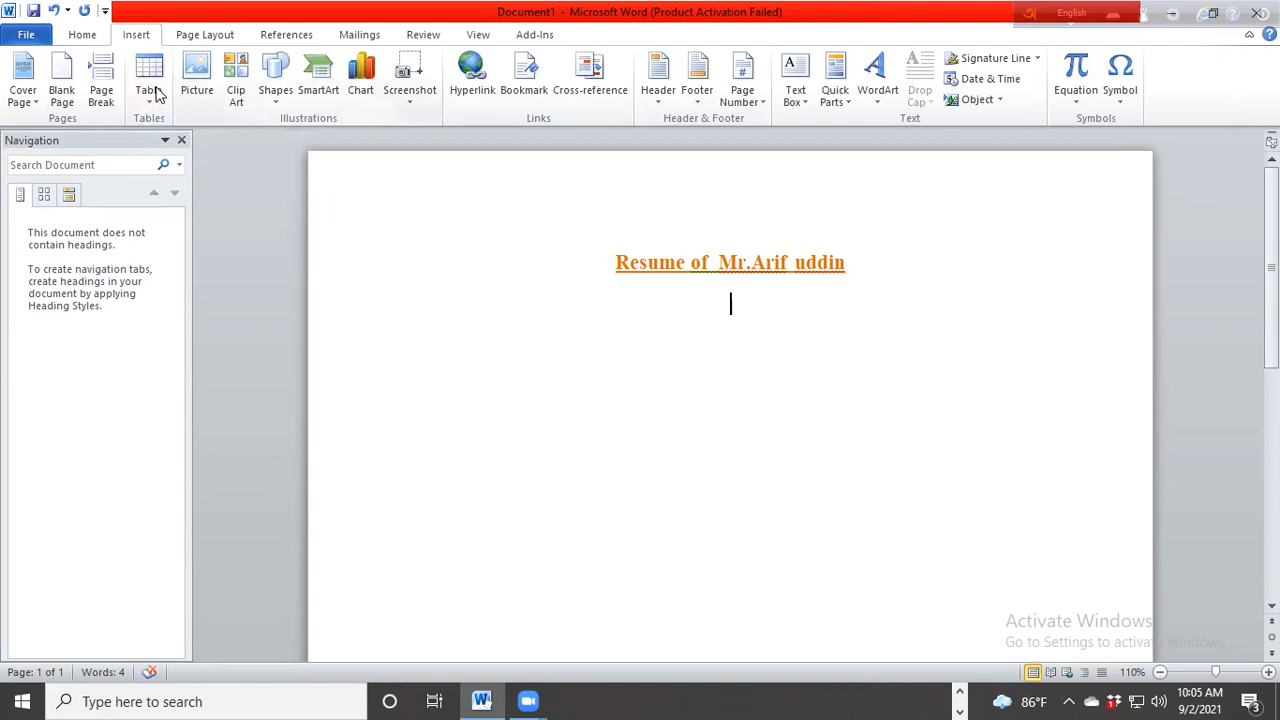 Document1 - Microsoft Word (Product Activation Failed)
English
File Home Insert Page Layout References Mailings Review View Add-Ins
Cover Page
Blank Page
Page Break
Table
Picture
Clip Art
Shapes
SmartArt
Chart
Screenshot
Hyperlink
Bookmark
Cross-reference
Header
Footer
Page Number
Text Box
Quick Parts
WordArt
Drop Cap
Signature Line
Date & Time
Object
Equation
Symbol
Pages Tables Illustrations Links Header & Footer Text Symbols
Navigation
Search Document
This document does not
contain headings.
To create navigation tabs,
create headings in your
document by applying
Heading Styles.
Resume of Mr.Arif uddin
Activate Windows
Go to Settings to activate Windows.
Page: 1 of 1 Words: 4 110%
Type here to search
86°F
10:05 AM
9/2/2021
3